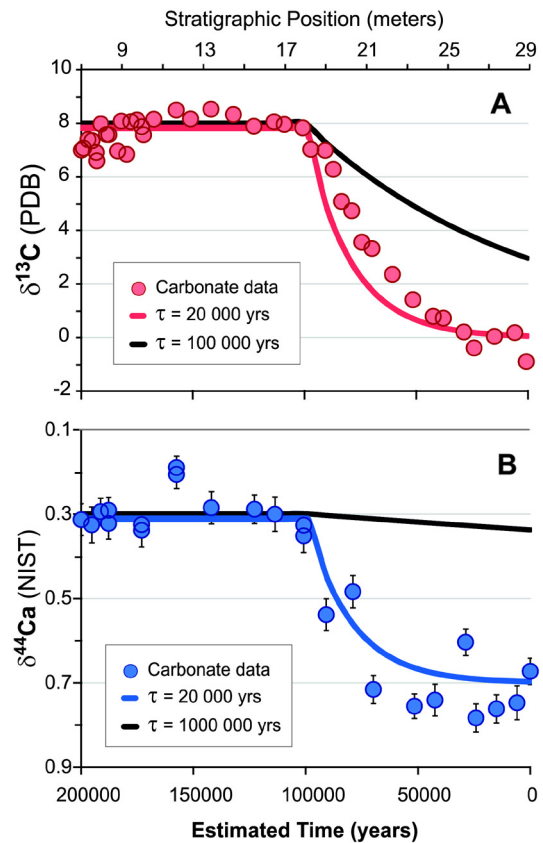 Stratigraphic Position (meters)
9 13 17 21 25 29
A
10
8
6
4
2
0
-2
δ¹³C (PDB)
Carbonate data
τ = 20 000 yrs
τ = 100 000 yrs
B
0.1
0.3
0.5
0.7
0.9
δ⁴⁴Ca (NIST)
Carbonate data
τ = 20 000 yrs
τ = 1000 000 yrs
200000 150000 100000 50000 0
Estimated Time (years)